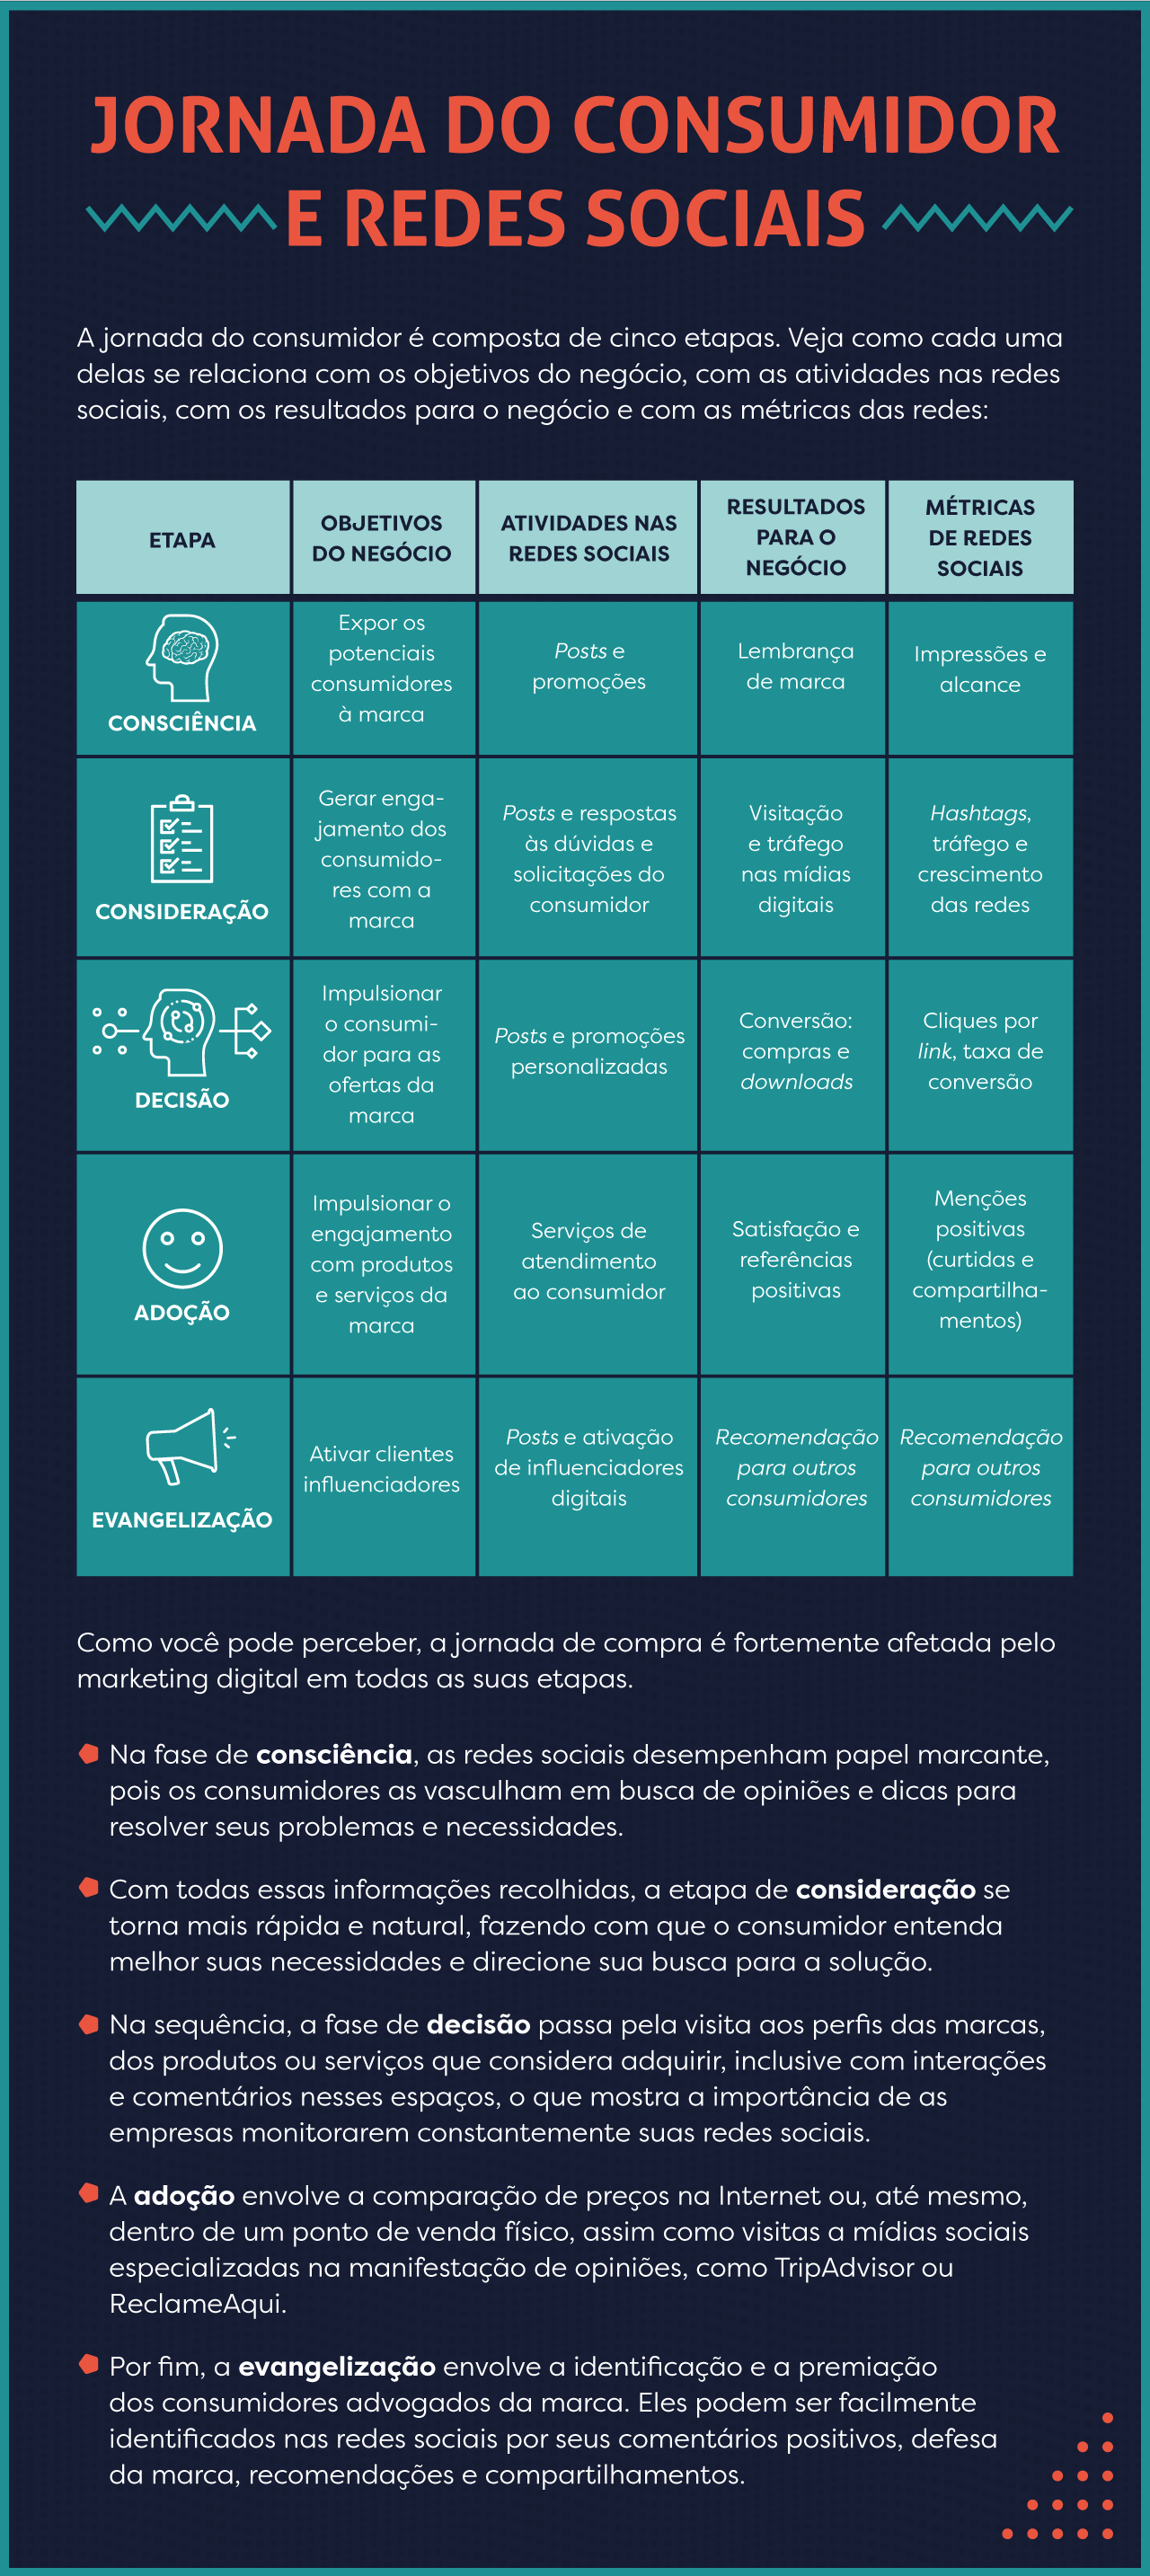 JORNADA DO CONSUMIDOR
E REDES SOCIAIS
A jornada do consumidor é composta de cinco etapas. Veja como cada uma
delas se relaciona com os objetivos do negócio, com as atividades nas redes
sociais, com os resultados para o negócio e com as métricas das redes:
ETAPA
OBJETIVOS
DO NEGÓCIO
ATIVIDADES NAS
REDES SOCIAIS
RESULTADOS
PARA O
NEGÓCIO
MÉTRICAS
DE REDES
SOCIAIS
CONSCIÊNCIA
Expor os
potenciais
consumidores
à marca
Posts e
promoções
Lembrança
de marca
Impressões e
alcance
CONSIDERAÇÃO
Gerar enga-
jamento dos
consumido-
res com a
marca
Posts e respostas
às dúvidas e
solicitações do
consumidor
Visitação
e tráfego
nas mídias
digitais
Hashtags,
tráfego e
crescimento
das redes
DECISÃO
Impulsionar
o consumi-
dor para as
ofertas da
marca
Posts e promoções
personalizadas
Conversão:
compras e
downloads
Cliques por
link, taxa de
conversão
ADOÇÃO
Impulsionar o
engajamento
com produtos
e serviços da
marca
Serviços de
atendimento
ao consumidor
Satisfação e
referências
positivas
Menções
positivas
(curtidas e
compartilha-
mentos)
EVANGELIZAÇÃO
Ativar clientes
influenciadores
Posts e ativação
de influenciadores
digitais
Recomendação
para outros
consumidores
Recomendação
para outros
consumidores
Como você pode perceber, a jornada de compra é fortemente afetada pelo
marketing digital em todas as suas etapas.
Na fase de consciência, as redes sociais desempenham papel marcante,
pois os consumidores as vasculham em busca de opiniões e dicas para
resolver seus problemas e necessidades.
Com todas essas informações recolhidas, a etapa de consideração se
torna mais rápida e natural, fazendo com que o consumidor entenda
melhor suas necessidades e direcione sua busca para a solução.
Na sequência, a fase de decisão passa pela visita aos perfis das marcas,
dos produtos ou serviços que considera adquirir, inclusive com interações
e comentários nesses espaços, o que mostra a importância de as
empresas monitorarem constantemente suas redes sociais.
A adoção envolve a comparação de preços na Internet ou, até mesmo,
dentro de um ponto de venda físico, assim como visitas a mídias sociais
especializadas na manifestação de opiniões, como TripAdvisor ou
ReclameAqui.
Por fim, a evangelização envolve a identificação e a premiação
dos consumidores advogados da marca. Eles podem ser facilmente
identificados nas redes sociais por seus comentários positivos, defesa
da marca, recomendações e compartilhamentos.